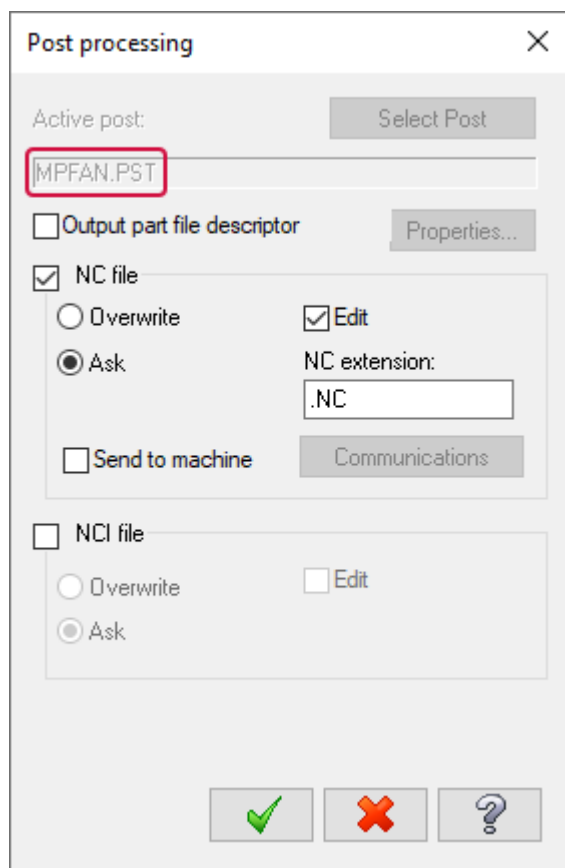 Post processing
Active post:
Select Post
MPFAN.PST
Output part file descriptor
Properties...
NC file
Overwrite
Edit
Ask
NC extension:
.NC
Send to machine
Communications
NCI file
Overwrite
Edit
Ask